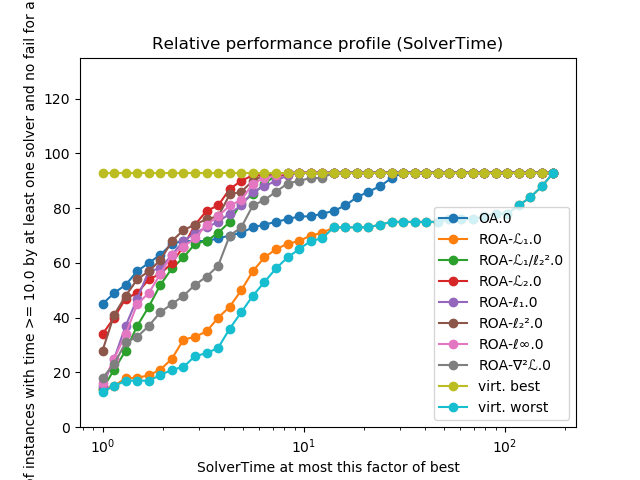 Relative performance profile (SolverTime)
of instances with time >= 10.0 by at least one solver and no fail for a
120
100
80
60
40
20
0
10⁰ 10¹ 10²
SolverTime at most this factor of best
OA.0
ROA-ℒ₁.0
ROA-ℒ₁/ℓ₂².0
ROA-ℒ₂.0
ROA-ℓ₁.0
ROA-ℓ₂².0
ROA-ℓ∞.0
ROA-∇²ℒ.0
virt. best
virt. worst